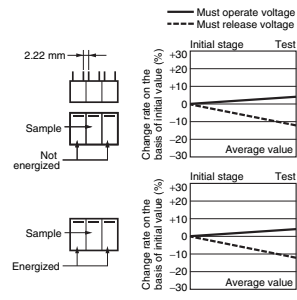 Must operate voltage
Must release voltage
2.22 mm
Sample
Not
energized
Initial stage Test
Change rate on the
basis of initial value (%)
+30
+20
+10
0
−10
−20
−30
Average value
Sample
Energized
Initial stage Test
Change rate on the
basis of initial value (%)
+30
+20
+10
0
−10
−20
−30
Average value